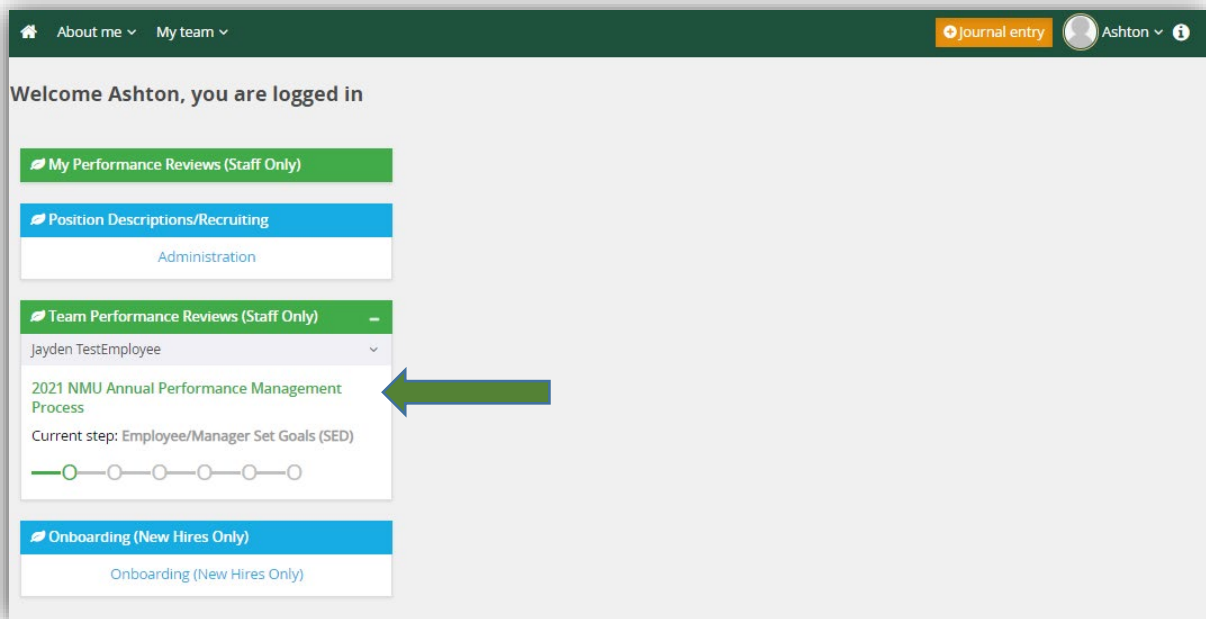 About me My team Journal entry Ashton
Welcome Ashton, you are logged in
My Performance Reviews (Staff Only)
Position Descriptions/Recruiting
Administration
Team Performance Reviews (Staff Only)
Jayden TestEmployee
2021 NMU Annual Performance Management
Process
Current step: Employee/Manager Set Goals (SED)
Onboarding (New Hires Only)
Onboarding (New Hires Only)